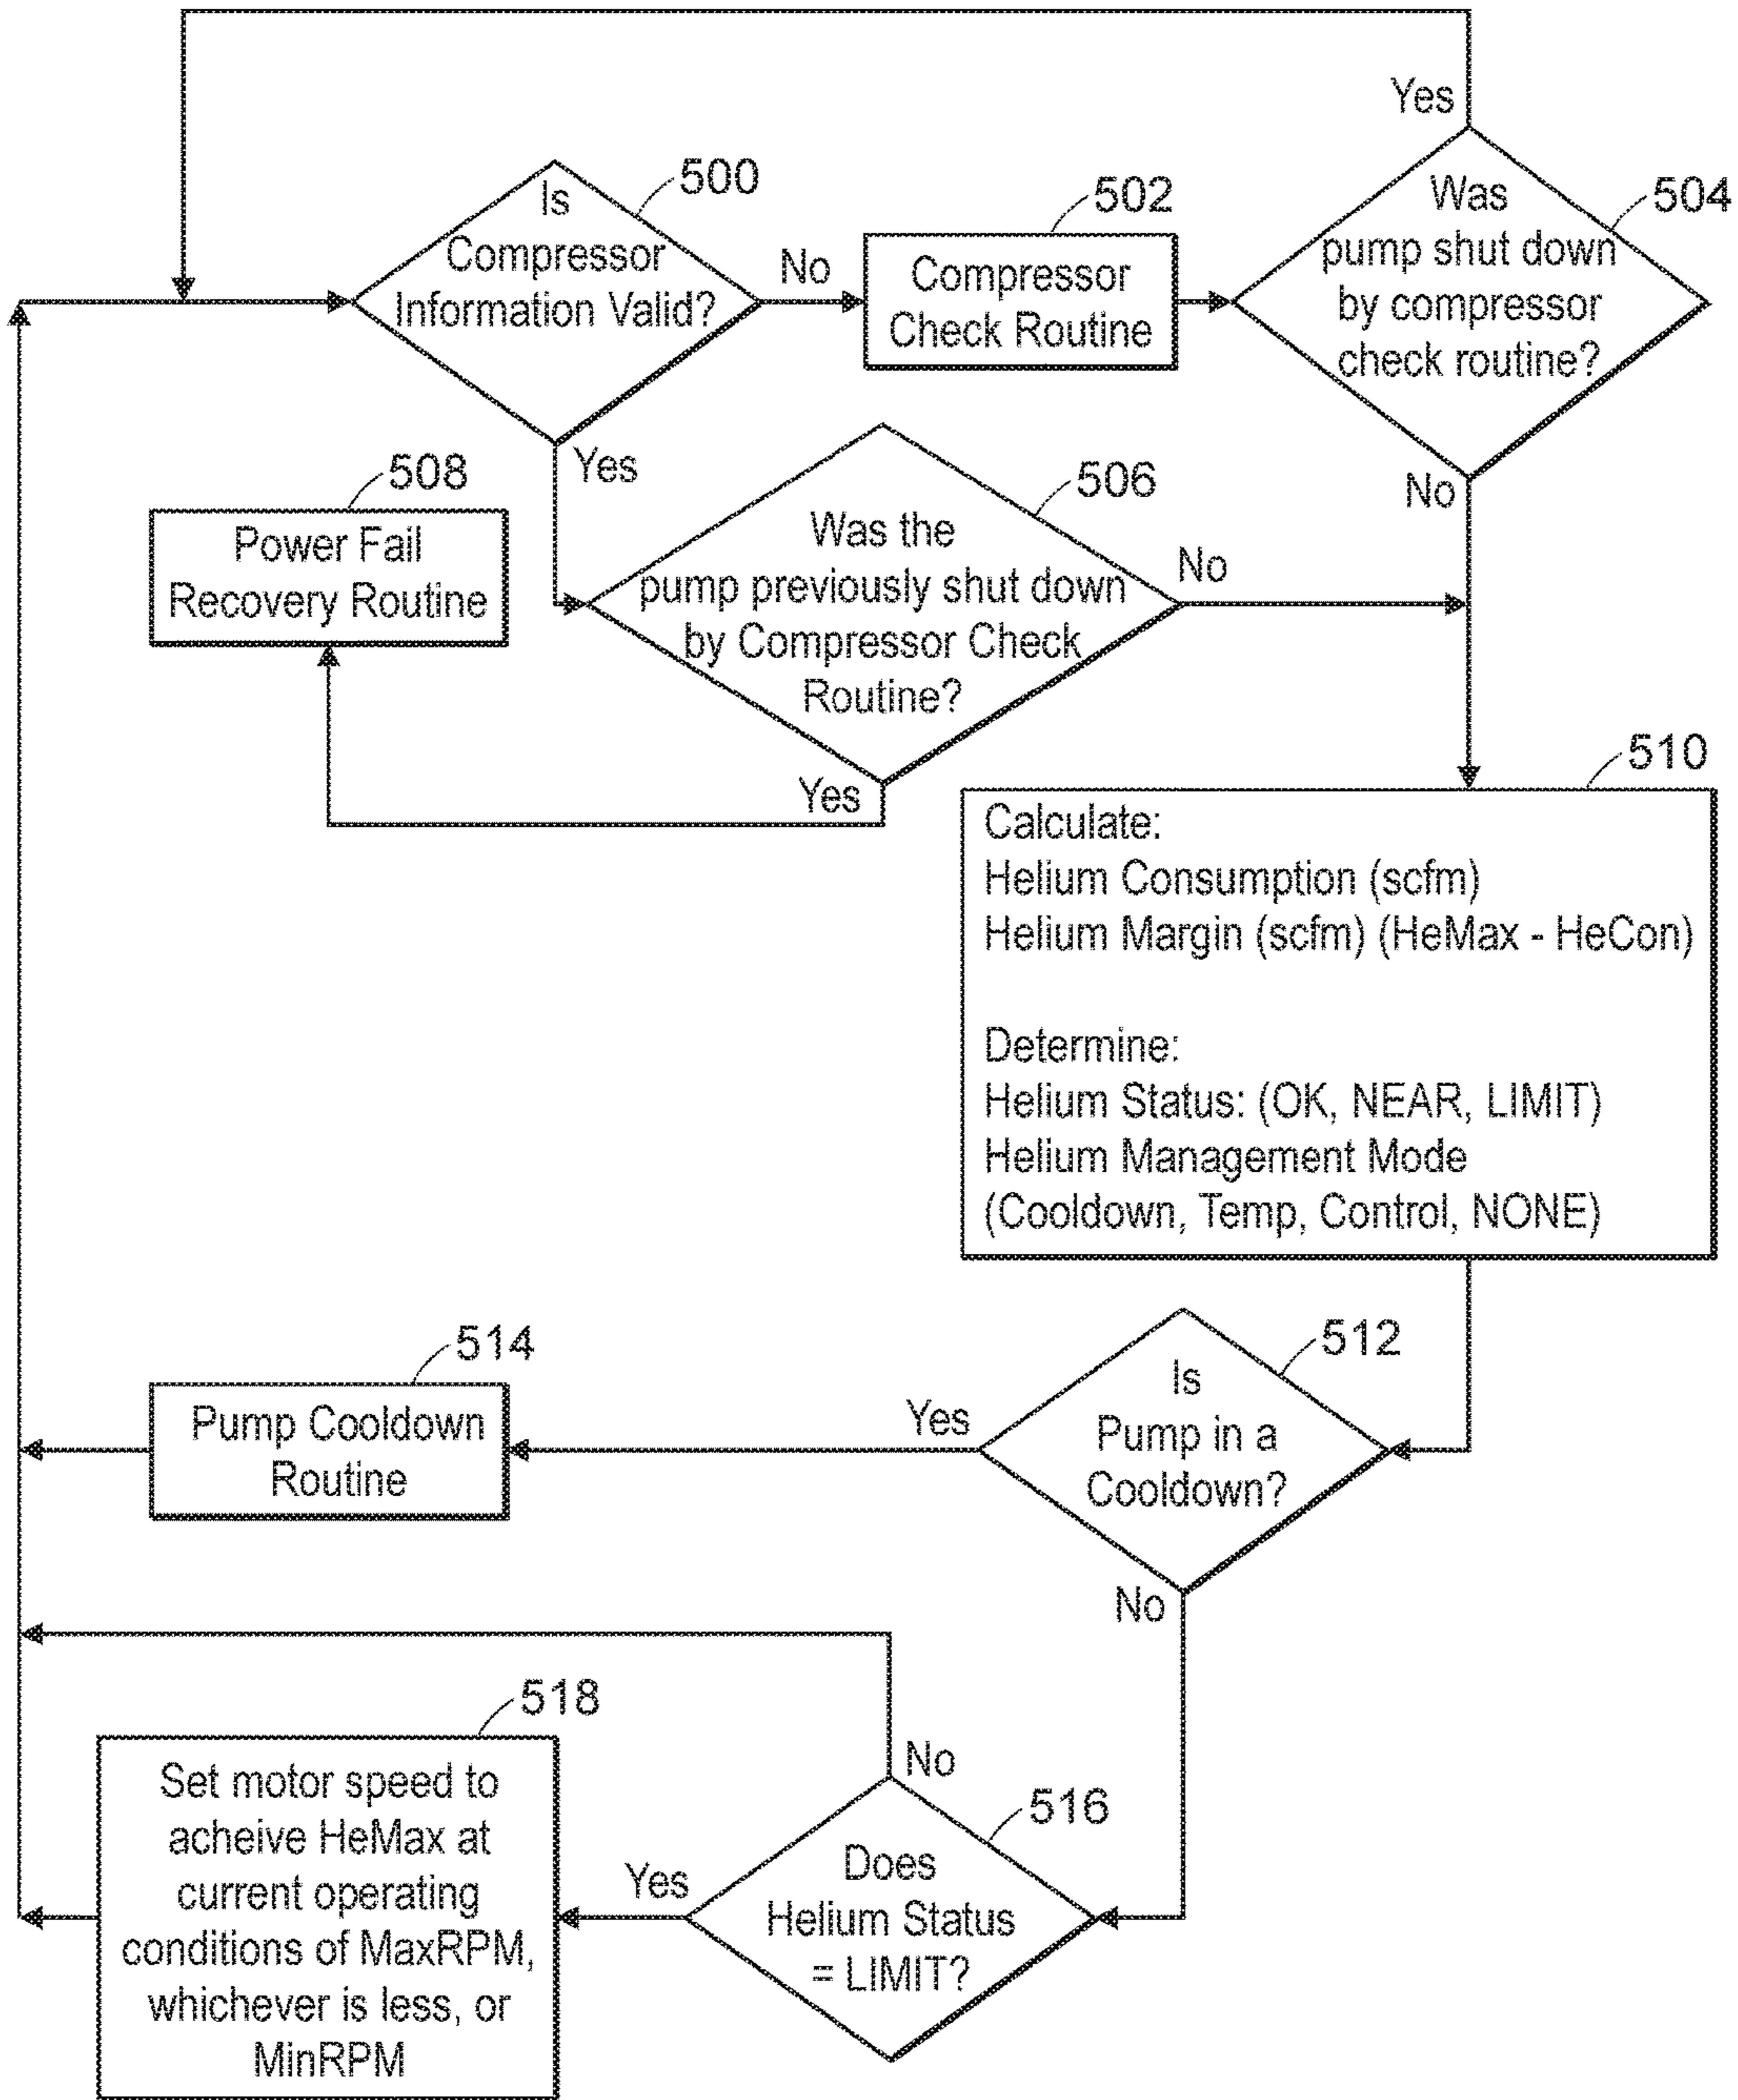 Yes
Is
Compressor
Information Valid?
500
No
Compressor
Check Routine
502
Was
pump shut down
by compressor
check routine?
504
Yes
No
Power Fail
Recovery Routine
508
Was the
pump previously shut down
by Compressor Check
Routine?
506
No
Yes
510
Calculate:
Helium Consumption (scfm)
Helium Margin (scfm) (HeMax - HeCon)
Determine:
Helium Status: (OK, NEAR, LIMIT)
Helium Management Mode
(Cooldown, Temp, Control, NONE)
512
Is
Pump in a
Cooldown?
Yes
514
Pump Cooldown
Routine
No
516
Does
Helium Status
= LIMIT?
No
Yes
518
Set motor speed to
acheive HeMax at
current operating
conditions of MaxRPM,
whichever is less, or
MinRPM